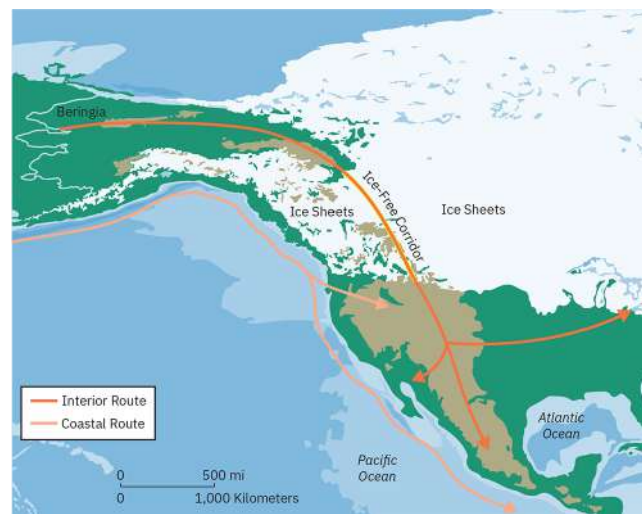 Beringia
Ice-Free Corridor
Ice Sheets
Ice Sheets
Interior Route
Coastal Route
Atlantic
Ocean
Pacific
Ocean
0 500 mi
0 1,000 Kilometers